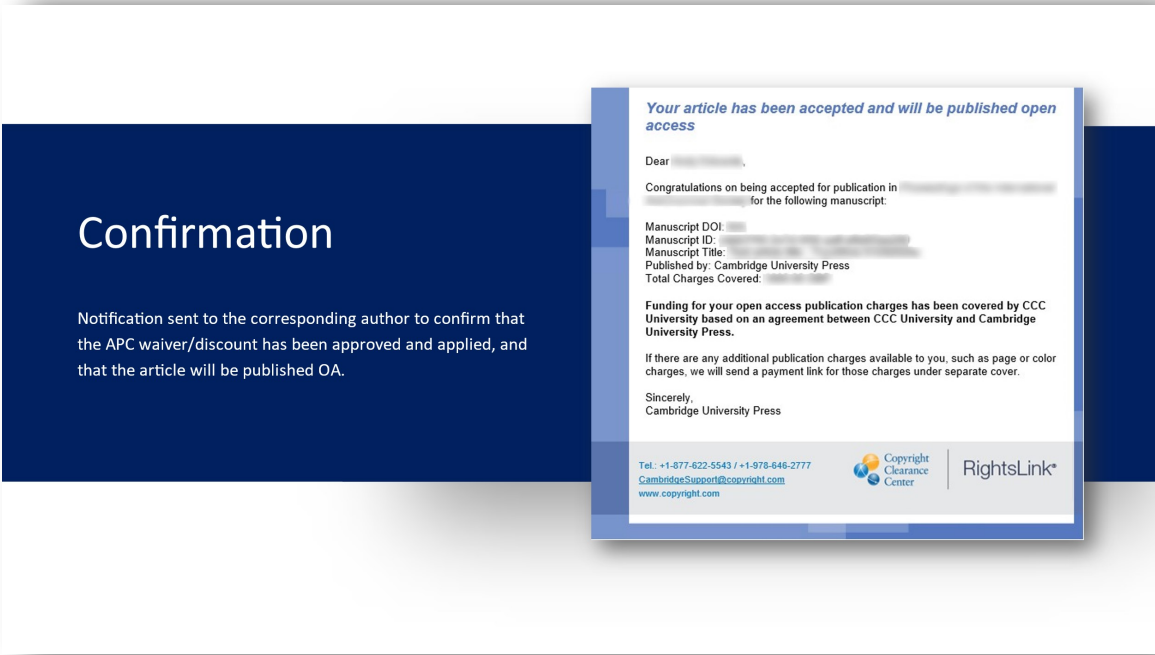 Confirmation
Notification sent to the corresponding author to confirm that
the APC waiver/discount has been approved and applied, and
that the article will be published OA.
Your article has been accepted and will be published open
access
Dear ,
Congratulations on being accepted for publication in
for the following manuscript:
Manuscript DOI:
Manuscript ID:
Manuscript Title:
Published by: Cambridge University Press
Total Charges Covered:
Funding for your open access publication charges has been covered by CCC
University based on an agreement between CCC University and Cambridge
University Press.
If there are any additional publication charges available to you, such as page or color
charges, we will send a payment link for those charges under separate cover.
Sincerely,
Cambridge University Press
Tel.: +1-877-622-5543 / +1-978-646-2777
CambridgeSupport@copyright.com
www.copyright.com
Copyright
Clearance
Center
RightsLink®